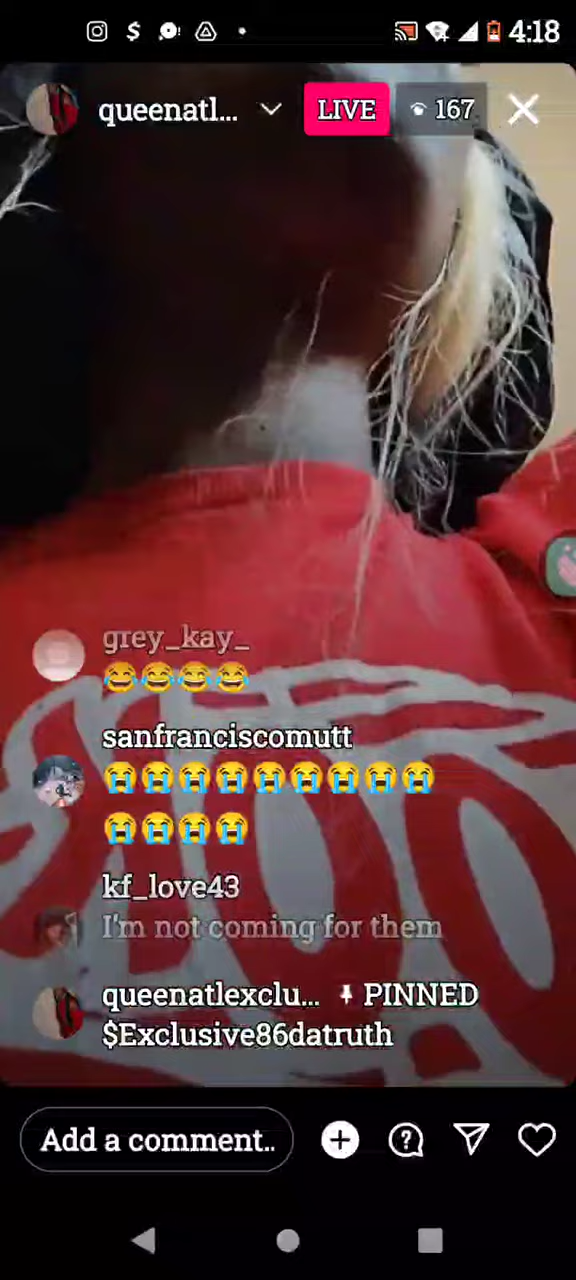 4:18
queenatl...
LIVE
167
grey_kay_
😂😂😂😂
sanfranciscomutt
😭😭😭😭😭😭😭😭😭
😭😭😭😭
kf_love43
I'm not coming for them
queenatlexclu... PINNED
$Exclusive86datruth
Add a comment..